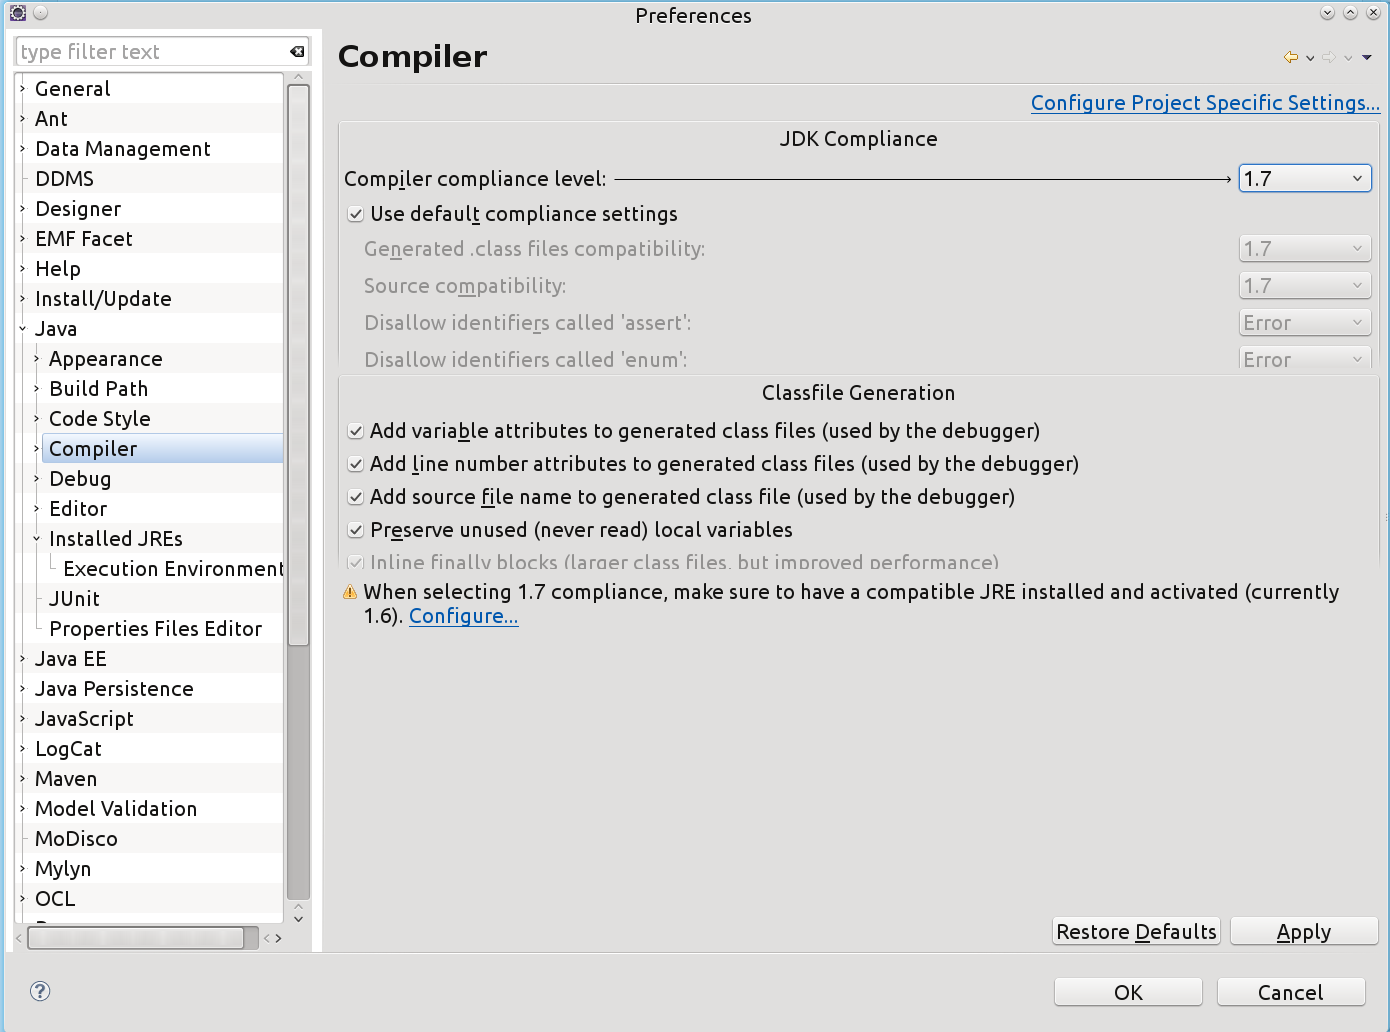 Preferences
type filter text
General
Ant
Data Management
DDMS
Designer
EMF Facet
Help
Install/Update
Java
Appearance
Build Path
Code Style
Compiler
Debug
Editor
Installed JREs
Execution Environment
JUnit
Properties Files Editor
Java EE
Java Persistence
JavaScript
LogCat
Maven
Model Validation
MoDisco
Mylyn
OCL
Compiler
Configure Project Specific Settings...
JDK Compliance
Compiler compliance level: 1.7
Use default compliance settings
Generated .class files compatibility: 1.7
Source compatibility: 1.7
Disallow identifiers called 'assert': Error
Disallow identifiers called 'enum': Error
Classfile Generation
Add variable attributes to generated class files (used by the debugger)
Add line number attributes to generated class files (used by the debugger)
Add source file name to generated class file (used by the debugger)
Preserve unused (never read) local variables
Inline finally blocks (larger class files, but improved performance)
When selecting 1.7 compliance, make sure to have a compatible JRE installed and activated (currently
1.6). Configure...
Restore Defaults Apply
OK Cancel